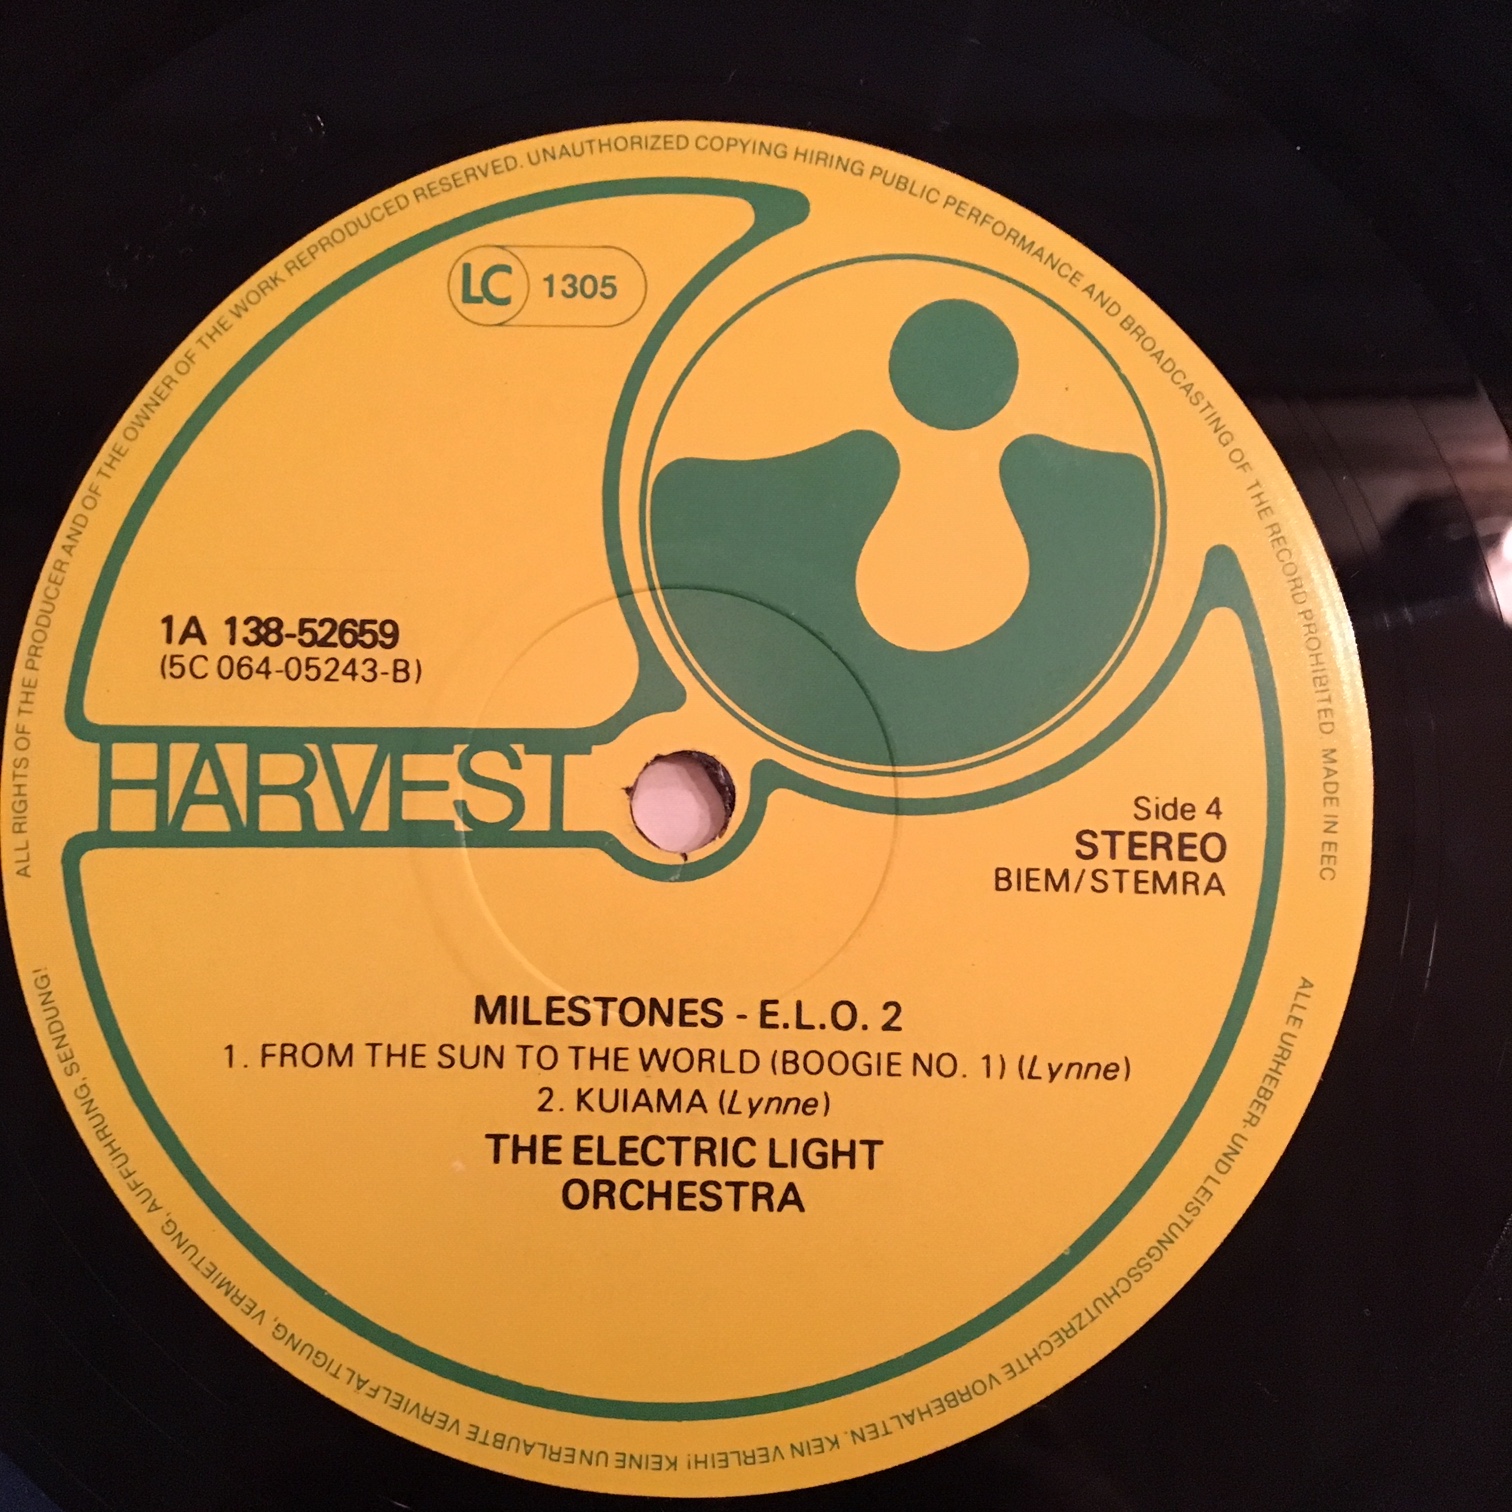 ALL RIGHTS OF THE PRODUCER AND OF THE OWNER OF THE WORK REPRODUCED RESERVED. UNAUTHORIZED COPYING HIRING PUBLIC PERFORMANCE AND BROADCASTING OF THE RECORD PROHIBITED MADE IN EEC
LC 1305
1A 138-52659
(5C 064-05243-B)
HARVEST
Side 4
STEREO
BIEM/STEMRA
MILESTONES - E.L.O. 2
1. FROM THE SUN TO THE WORLD (BOOGIE NO. 1) (Lynne)
2. KUIAMA (Lynne)
THE ELECTRIC LIGHT
ORCHESTRA
ALLE URHEBER- UND LEISTUNGSSCHUTZRECHTE VORBEHALTEN. KEIN VERLEIH! KEINE UNERLAUBTE VERVIELFÄLTIGUNG, VERMIETUNG, AUFFÜHRUNG, SENDUNG!